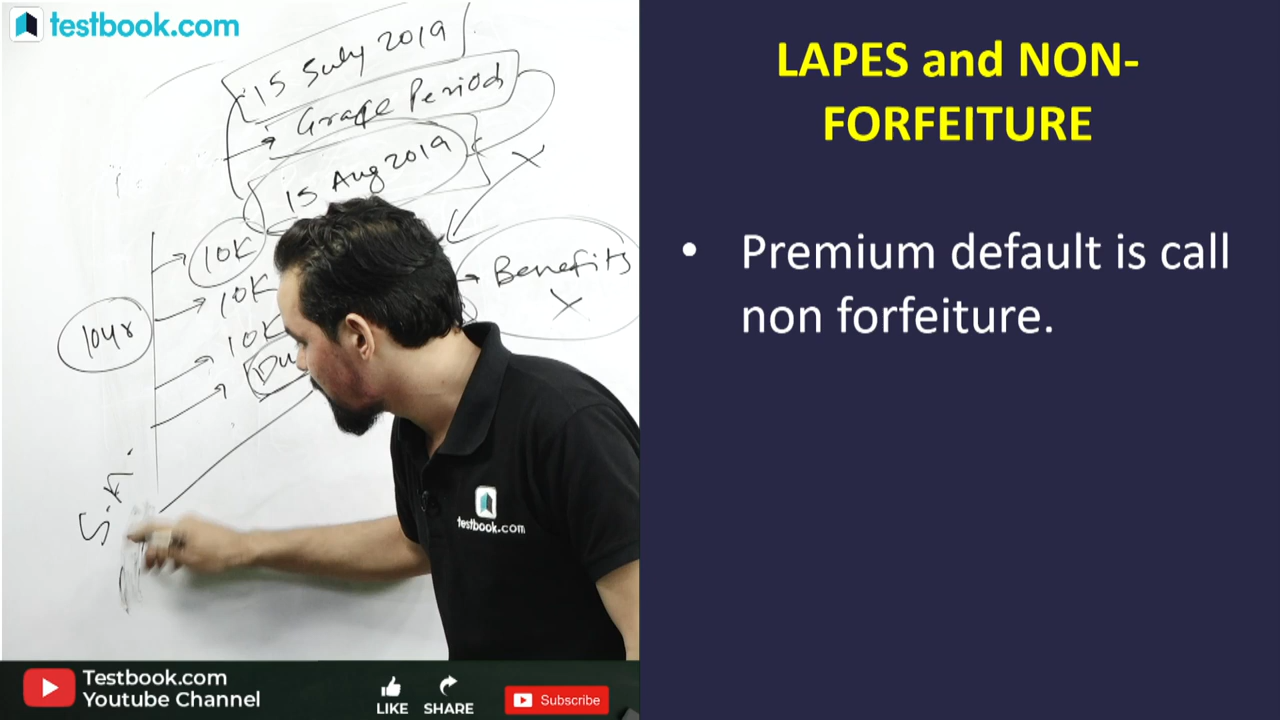 testbook.com
15 July 2019
Grace Period
15 Aug 2019
10K
10K
10K
Du
10yr
Benefits
X
X
testbook.com
Testbook.com
Youtube Channel
LIKE
SHARE
Subscribe
LAPES and NON-
FORFEITURE
• Premium default is call
non forfeiture.